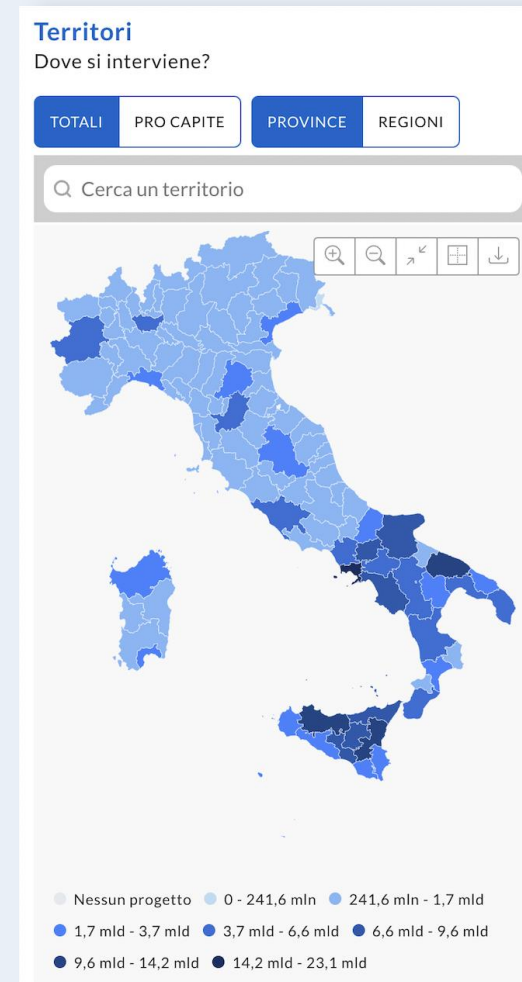 Territori
Dove si interviene?
TOTALI PRO CAPITE PROVINCE REGIONI
Cerca un territorio
Nessun progetto 0 - 241,6 mln 241,6 mln - 1,7 mld
1,7 mld - 3,7 mld 3,7 mld - 6,6 mld 6,6 mld - 9,6 mld
9,6 mld - 14,2 mld 14,2 mld - 23,1 mld